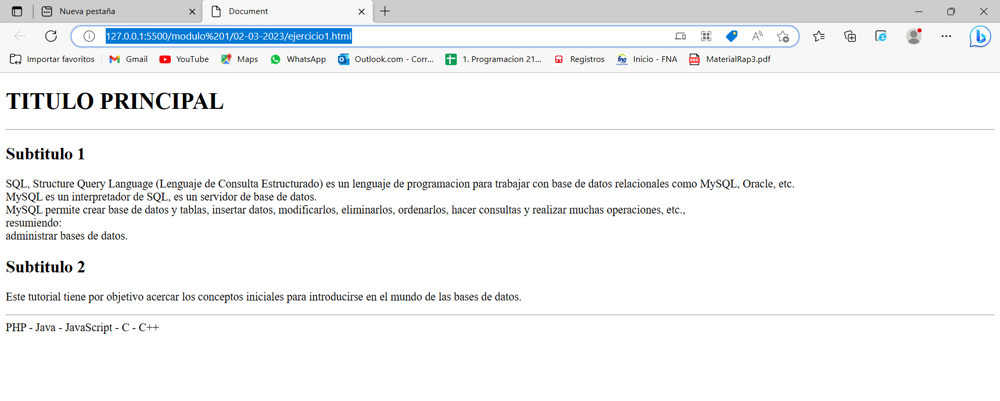 Nueva pestaña
Document
127.0.0.1:5500/modulo%201/02-03-2023/ejercicio1.html
Importar favoritos
Gmail
YouTube
Maps
WhatsApp
Outlook.com - Corr...
1. Programacion 21...
Registros
fna
Inicio - FNA
PDF
MaterialRap3.pdf
TITULO PRINCIPAL
Subtitulo 1
SQL, Structure Query Language (Lenguaje de Consulta Estructurado) es un lenguaje de programacion para trabajar con base de datos relacionales como MySQL, Oracle, etc.
MySQL es un interpretador de SQL, es un servidor de base de datos.
MySQL permite crear base de datos y tablas, insertar datos, modificarlos, eliminarlos, ordenarlos, hacer consultas y realizar muchas operaciones, etc.,
resumiendo:
administrar bases de datos.
Subtitulo 2
Este tutorial tiene por objetivo acercar los conceptos iniciales para introducirse en el mundo de las bases de datos.
PHP - Java - JavaScript - C - C++